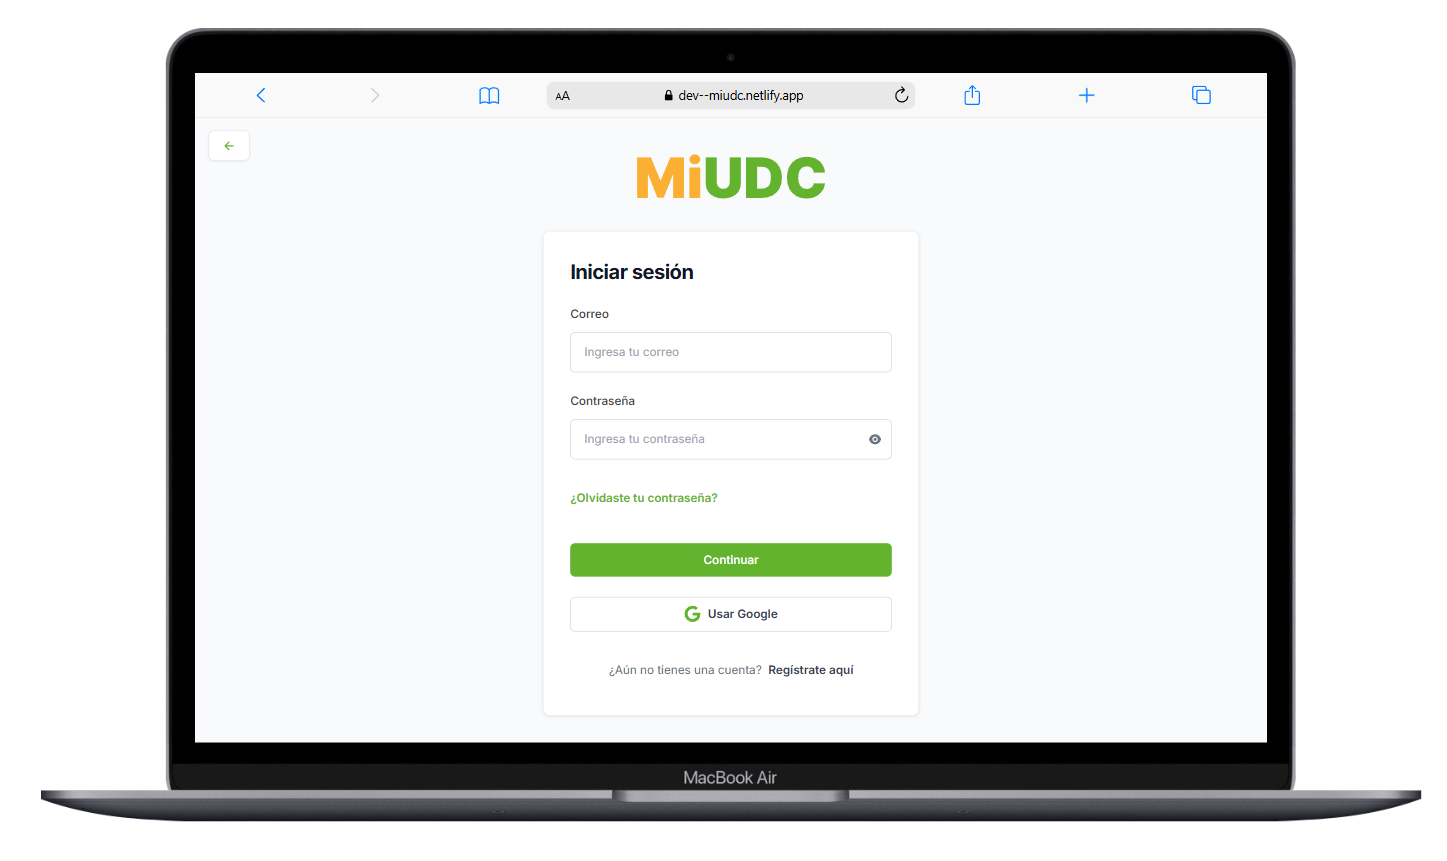 AA dev--miudc.netlify.app
MiUDC
Iniciar sesión
Correo
Ingresa tu correo
Contraseña
Ingresa tu contraseña
¿Olvidaste tu contraseña?
Continuar
G Usar Google
¿Aún no tienes una cuenta? Regístrate aquí
MacBook Air